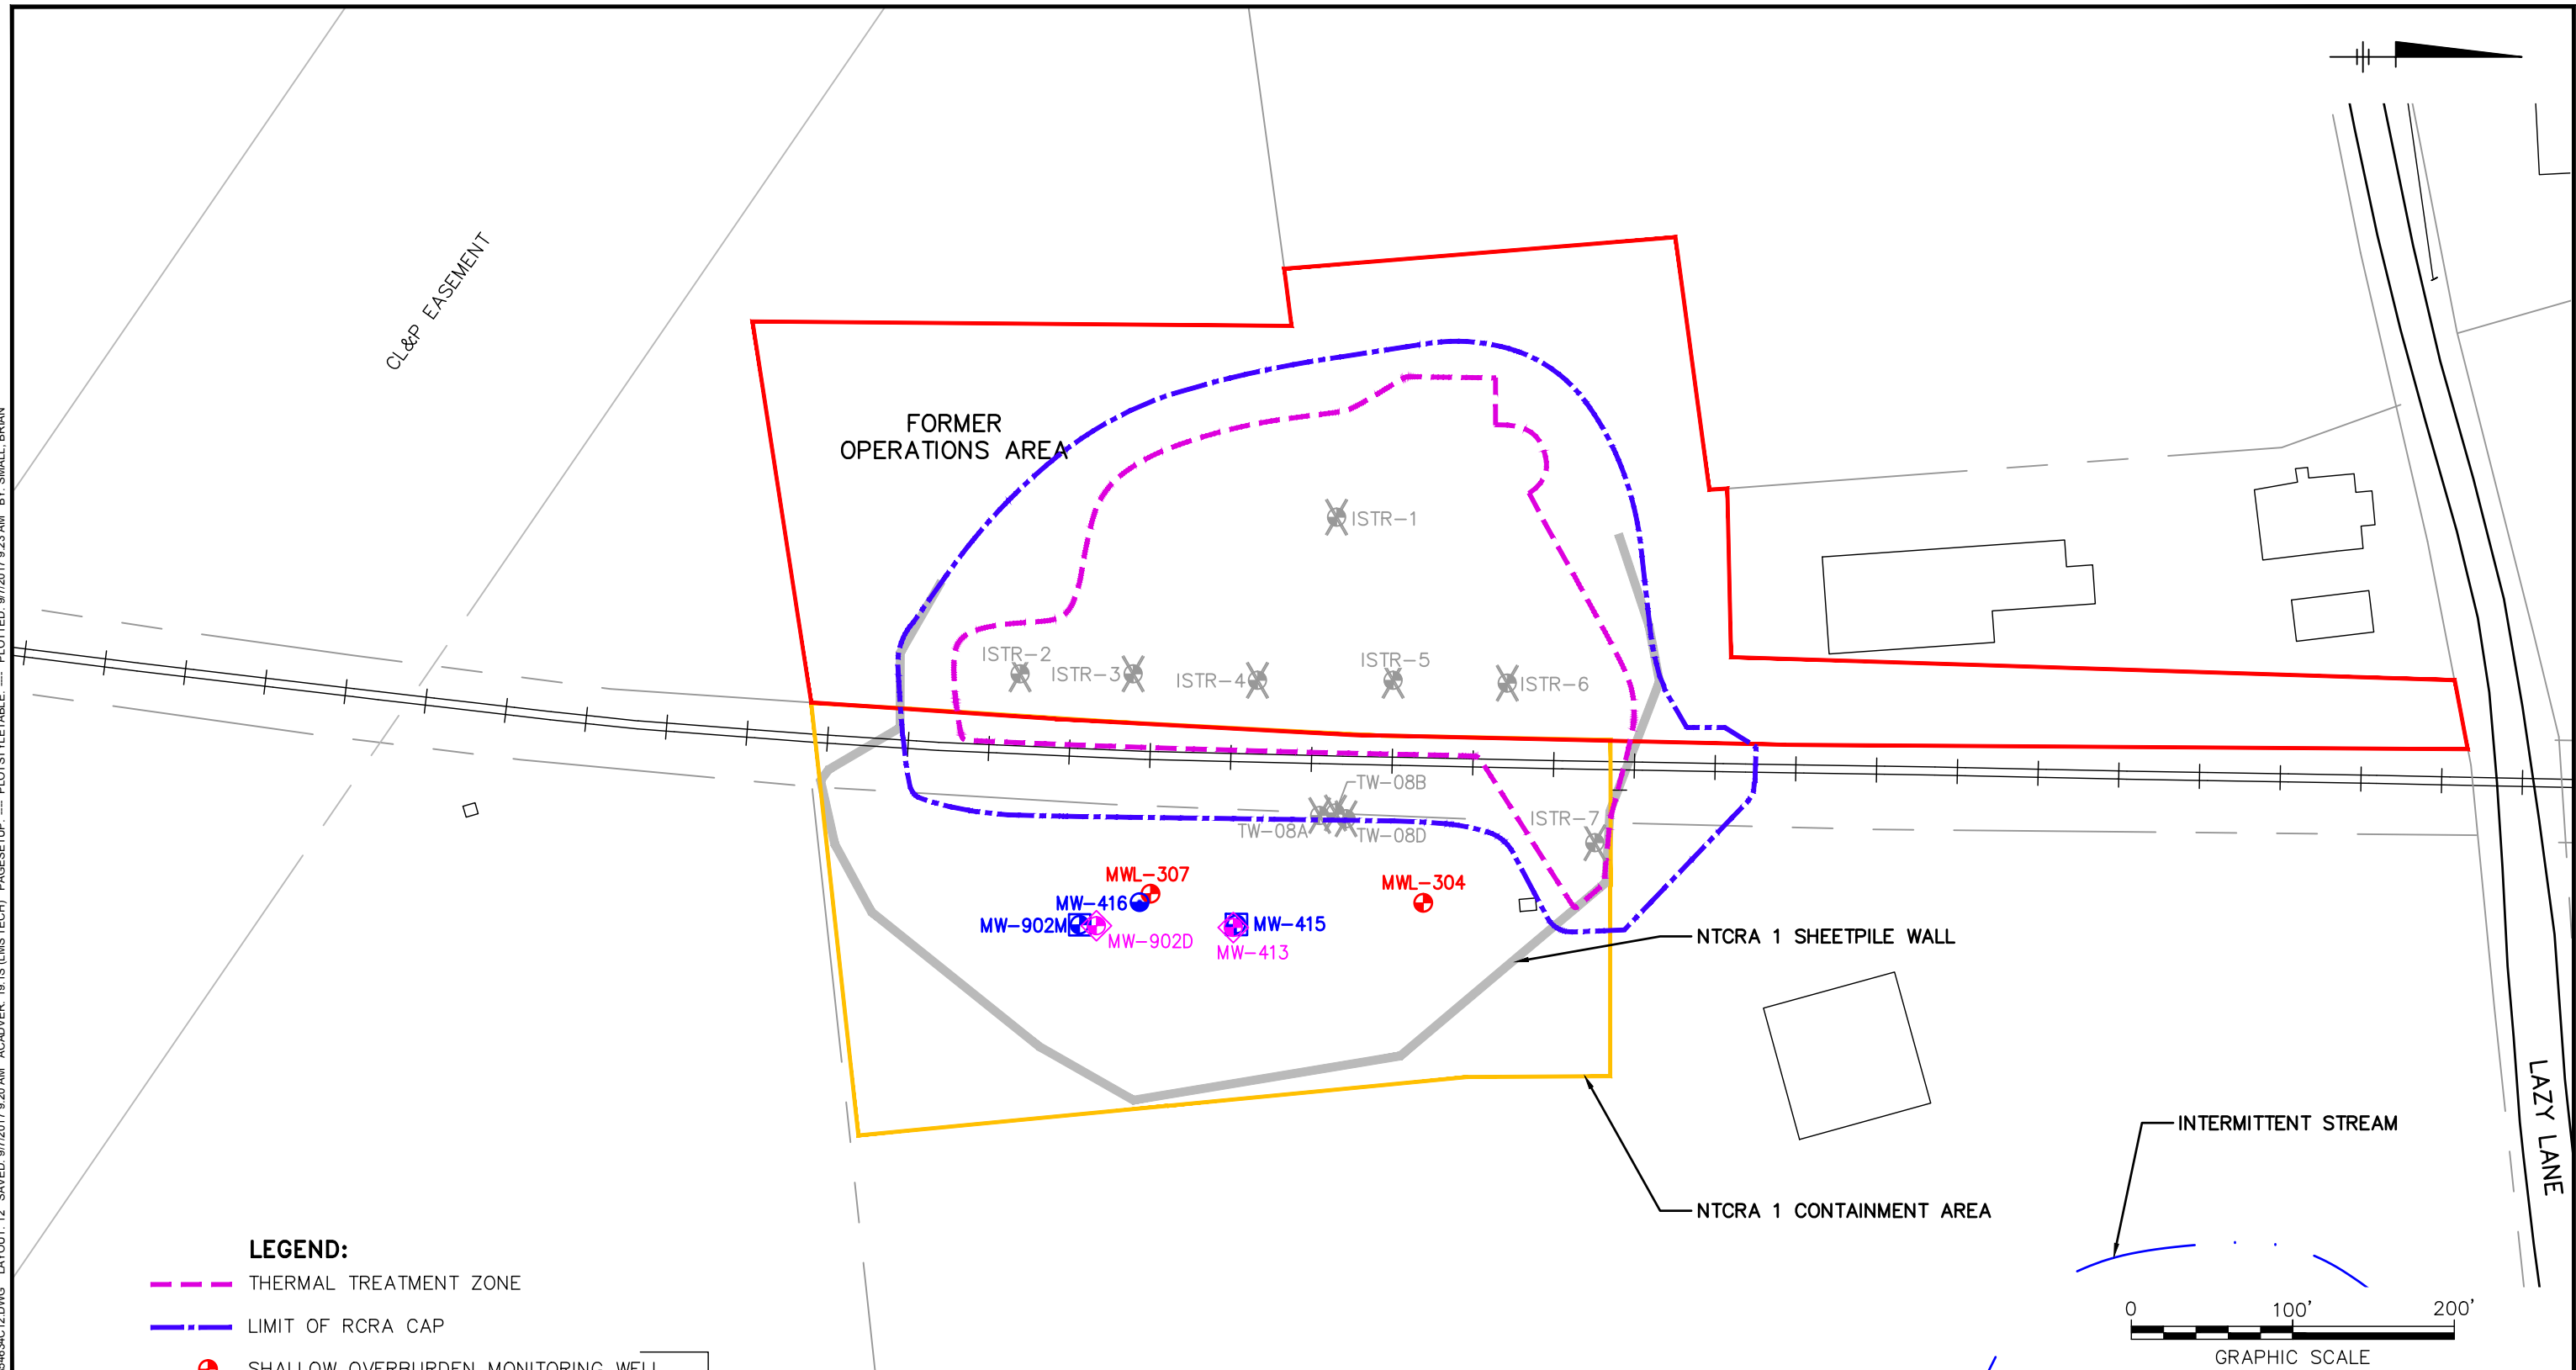 CL&P EASEMENT
FORMER
OPERATIONS AREA
ISTR-1
ISTR-2
ISTR-3
ISTR-4
ISTR-5
ISTR-6
TW-08B
TW-08A
TW-08D
ISTR-7
MWL-307
MWL-304
MW-416
MW-902M
MW-902D
MW-415
MW-413
NTCRA 1 SHEETPILE WALL
LAZY LANE
INTERMITTENT STREAM
NTCRA 1 CONTAINMENT AREA
LEGEND:
THERMAL TREATMENT ZONE
LIMIT OF RCRA CAP
SHALLOW OVERBURDEN MONITORING WELL
0 100' 200'
GRAPHIC SCALE